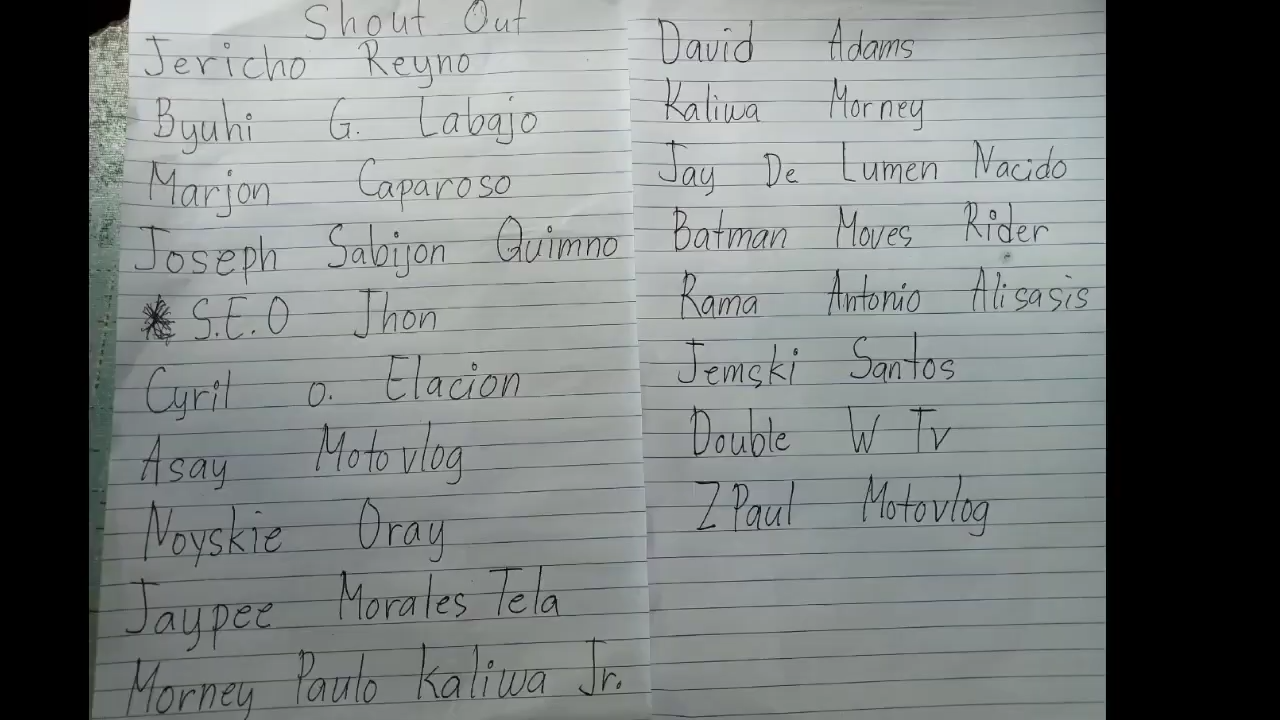 Shout Out
Jericho Reyno
Byuhi G. Labajo
Marjon Caparoso
Joseph Sabijon Quimno
S.E.O Jhon
Cyril o. Elacion
Asay Motovlog
Noyskie Oray
Jaypee Morales Tela
Morney Paulo Kaliwa Jr.
David Adams
Kaliwa Morney
Jay De Lumen Nacido
Batman Moves Rider
Rama Antonio Alisasis
Jemski Santos
Double W Tv
ZPaul Motovlog